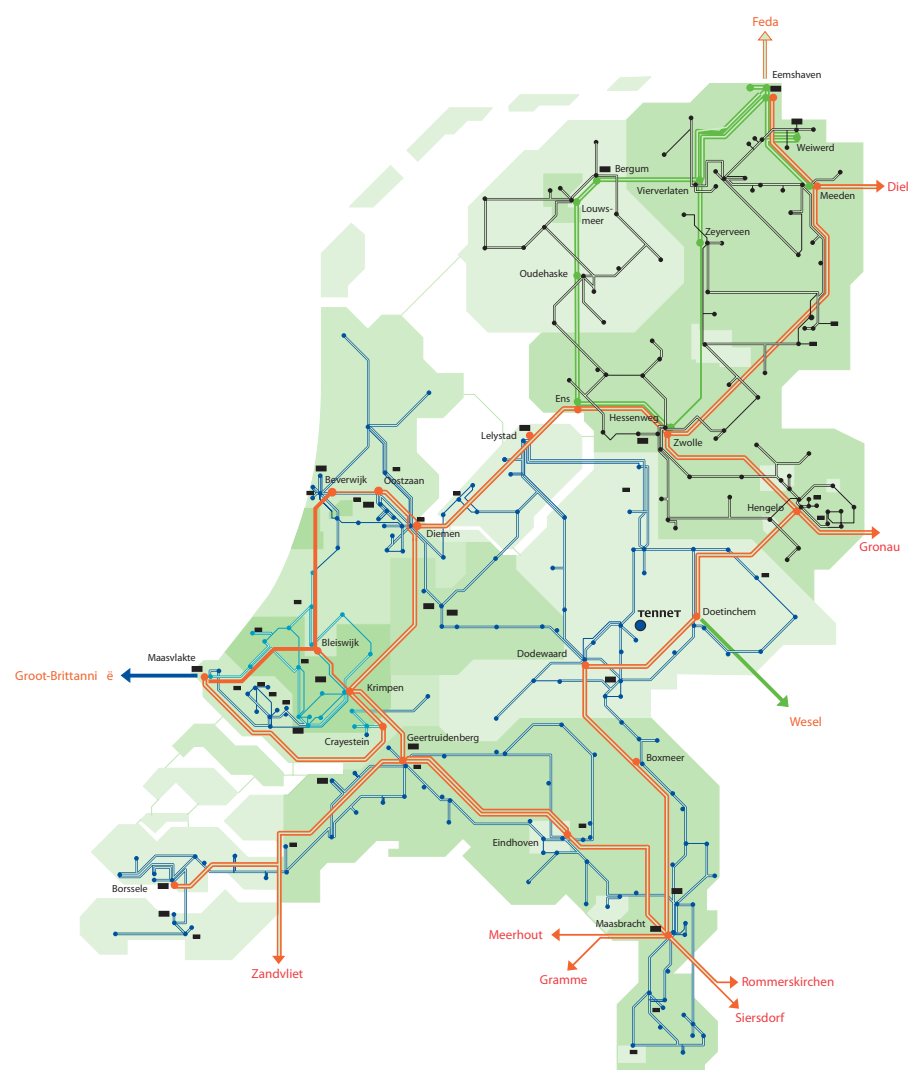 Feda
Eemshaven
Weiwerd
Bergum
Vierverlaten
Diel
Meeden
Louws-
meer
Zeyerveen
Oudehaske
Ens
Hessenweg
Lelystad
Zwolle
Beverwijk
Oostzaan
Hengelo
Diemen
Gronau
TenneT
Doetinchem
Bleiswijk
Dodewaard
Maasvlakte
Groot-Brittanni ë
Krimpen
Wesel
Crayestein
Geertruidenberg
Boxmeer
Eindhoven
Borssele
Maasbracht
Meerhout
Zandvliet
Gramme
Rommerskirchen
Siersdorf